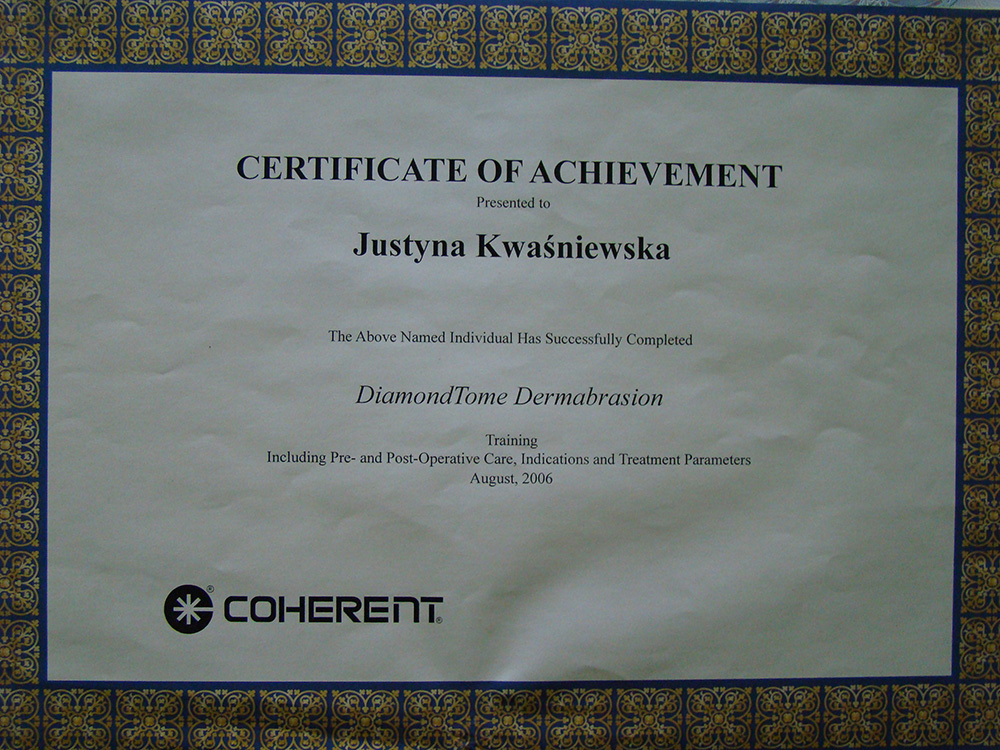 CERTIFICATE OF ACHIEVEMENT
Presented to
Justyna Kwaśniewska
The Above Named Individual Has Successfully Completed
DiamondTome Dermabrasion
Training
Including Pre- and Post-Operative Care, Indications and Treatment Parameters
August, 2006
® COHERENT®